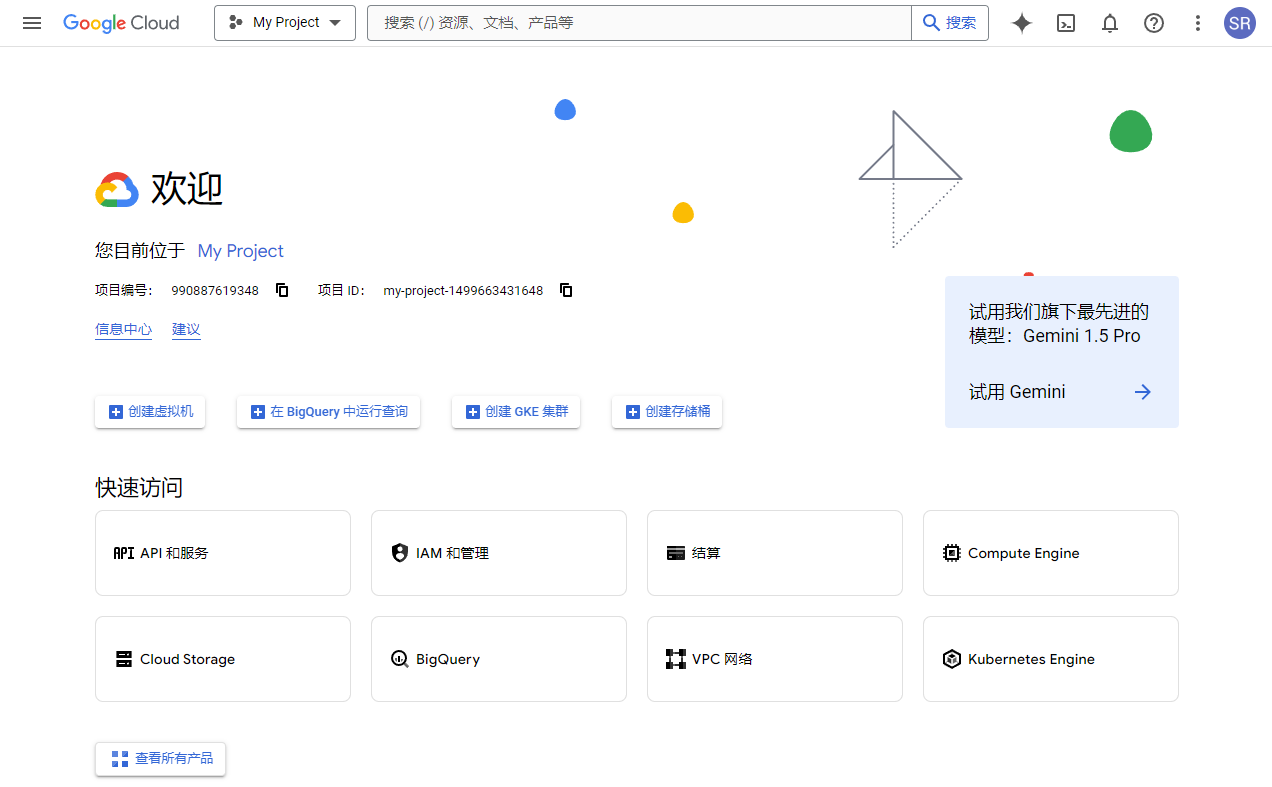 Google Cloud
My Project
搜索 (/) 资源、文档、产品等
搜索
SR
欢迎
您目前位于 My Project
项目编号： 990887619348 项目 ID： my-project-1499663431648
信息中心 建议
试用我们旗下最先进的
模型：Gemini 1.5 Pro
试用 Gemini
创建虚拟机
在 BigQuery 中运行查询
创建 GKE 集群
创建存储桶
快速访问
API API 和服务
IAM 和管理
结算
Compute Engine
Cloud Storage
BigQuery
VPC 网络
Kubernetes Engine
查看所有产品